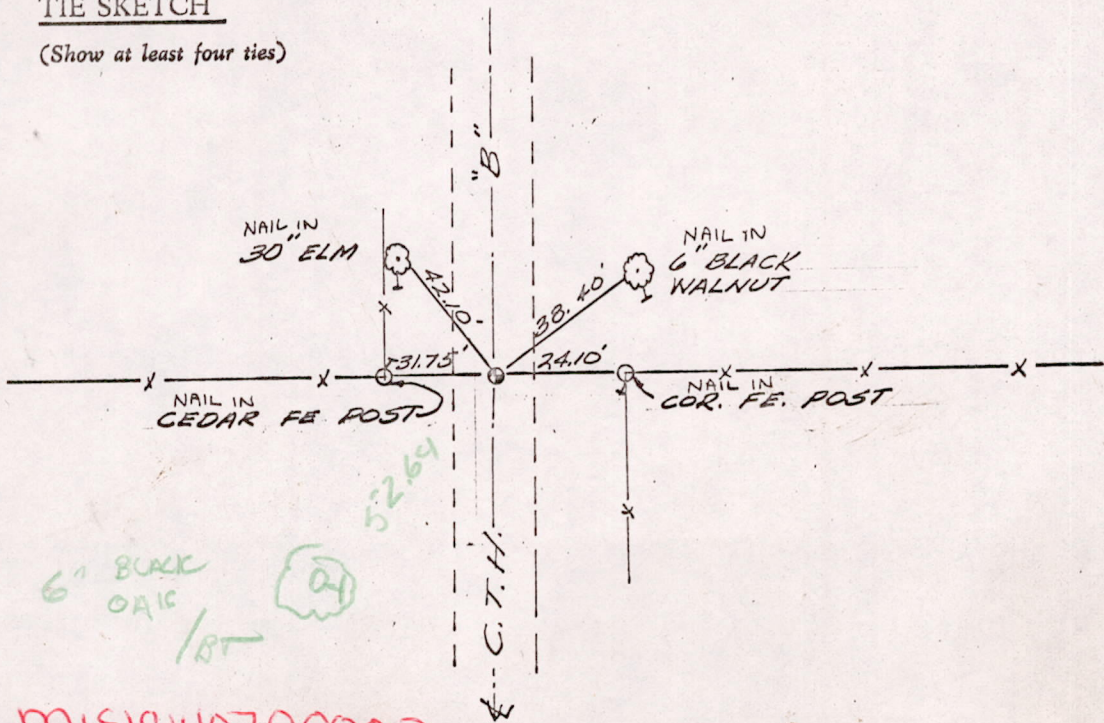 TIE SKETCH
(Show at least four ties)
"B"
NAIL IN
30" ELM
NAIL IN
6" BLACK
WALNUT
42.10'
38.40'
31.75'
24.10'
NAIL IN
CEDAR FE POST
NAIL IN
COR. FE. POST
52.64
6" BLACK
OAK
/BT
C.T.H.